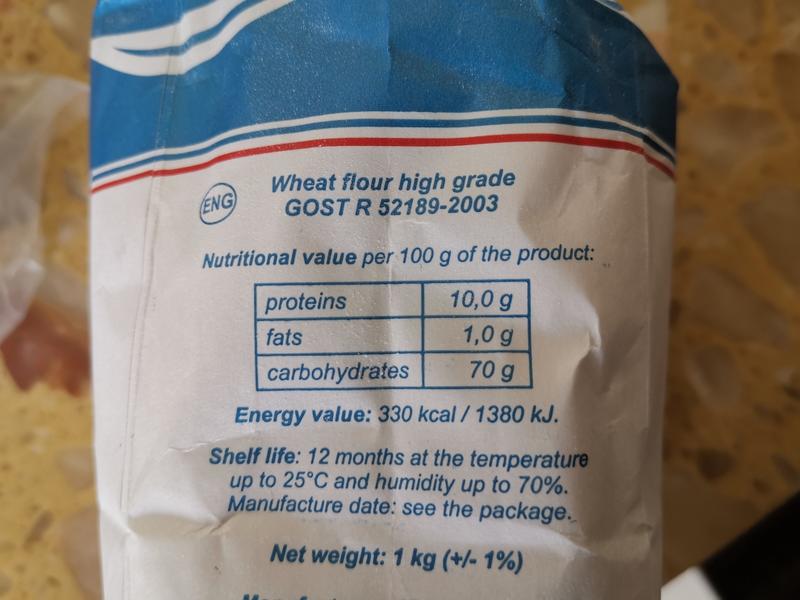 ENG
Wheat flour high grade
GOST R 52189-2003
Nutritional value per 100 g of the product:
proteins 10,0 g
fats 1,0 g
carbohydrates 70 g
Energy value: 330 kcal / 1380 kJ.
Shelf life: 12 months at the temperature
up to 25°C and humidity up to 70%.
Manufacture date: see the package.
Net weight: 1 kg (+/- 1%)